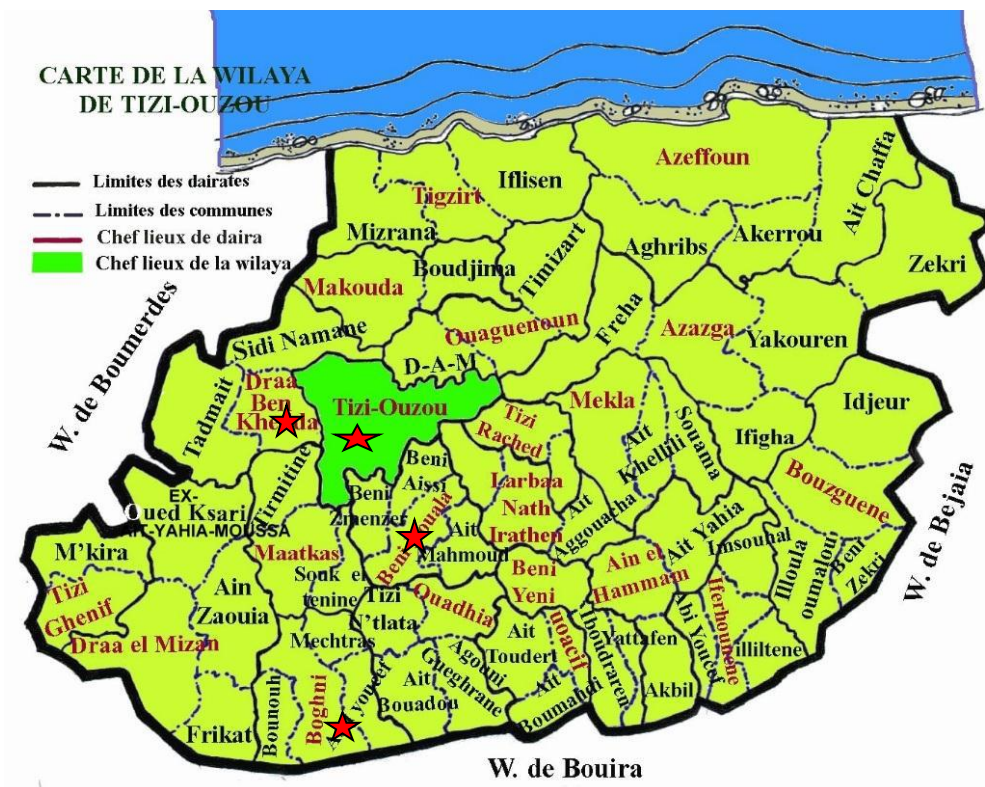 CARTE DE LA WILAYA
DE TIZI-OUZOU
Limites des dairates
Limites des communes
Chef lieux de daira
Chef lieux de la wilaya
W. de Boumerdes
W. de Bejaia
W. de Bouira
Azeffoun
Iflisen
Tigzirt
Ait Chaffa
Mizrana
Aghribs
Akerrou
Zekri
Boudjima
Timizart
Makouda
Ouaguenoun
Freha
Azazga
Yakouren
Sidi Namane
D-A-M
Draa
Ben
Tadmait
Tizi-Ouzou
Tizi
Rached
Mekla
Idjeur
Ait
Khellili
Souama
Ifigha
Beni
Aissi
Larbaa
Nath
Irathen
Bouzguene
EX-
Oued Ksari
IT-YAHIA-MOUSSA
Tirmitine
Beni
Zmenzer
Beni
Ait
Mahmoud
Ait
Aggouacha
Ait Yahia
Imsouhal
Illoula
oumalou
Beni
Zekri
M'kira
Maatkas
Tizi
Ghenif
Ain
Zaouia
Souk el
tenine
Tizi
N'tlata
Ouadhia
Beni
Yeni
Ain el
Hammam
Iferhounene
Draa el Mizan
Mechtras
Ait
Toudert
uoacif
Iboudraren
Yattafen
Abi Youcef
illiltene
Agouni
Gueghrane
Ait
Bouadou
Ait
Boumahdi
Akbil
Frikat
Bounouh
Boghni
youcef